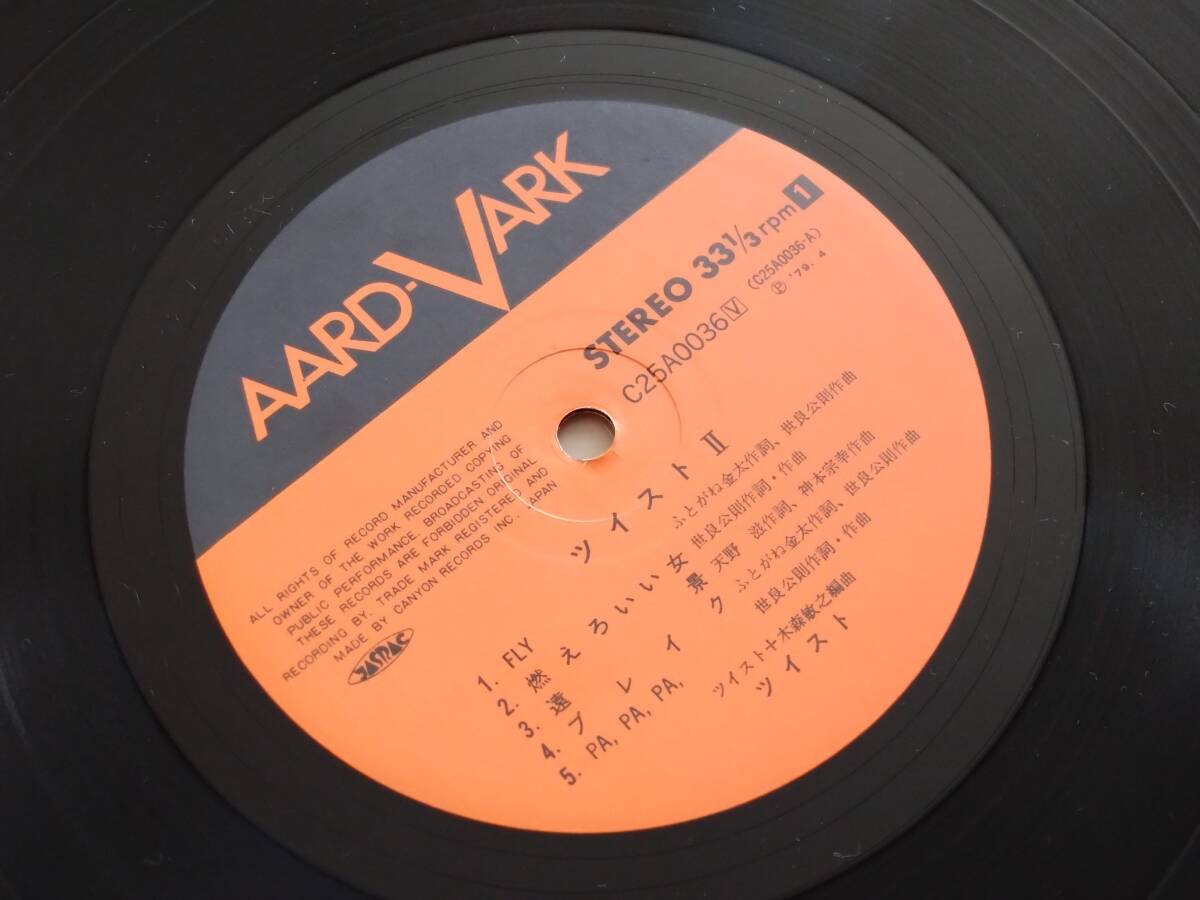 AARD-VARK
STEREO 33 1/3 rpm 1
C25A0036 V (C25A0036-A)
Ⓟ '79. 4
ALL RIGHTS OF RECORD MANUFACTURER AND
OWNER OF THE WORK RECORDED COPYING
PUBLIC PERFORMANCE. BROADCASTING OF
THESE RECORDS ARE FORBIDDEN ORIGINAL
RECORDING BY. TRADE MARK REGISTERED AND
MADE BY CANYON RECORDS INC. JAPAN
JASRAC
ツイスト II
1. FLY ふとがね金太作詞、世良公則作曲
2. 燃えろいい女 世良公則作詞・作曲
3. 遠景 天野 滋作詞、神本宗幸作曲
4. ブレイク ふとがね金太作詞、世良公則作曲
5. PA, PA, PA, 世良公則作詞・作曲
ツイスト+木森敏之編曲
ツイスト